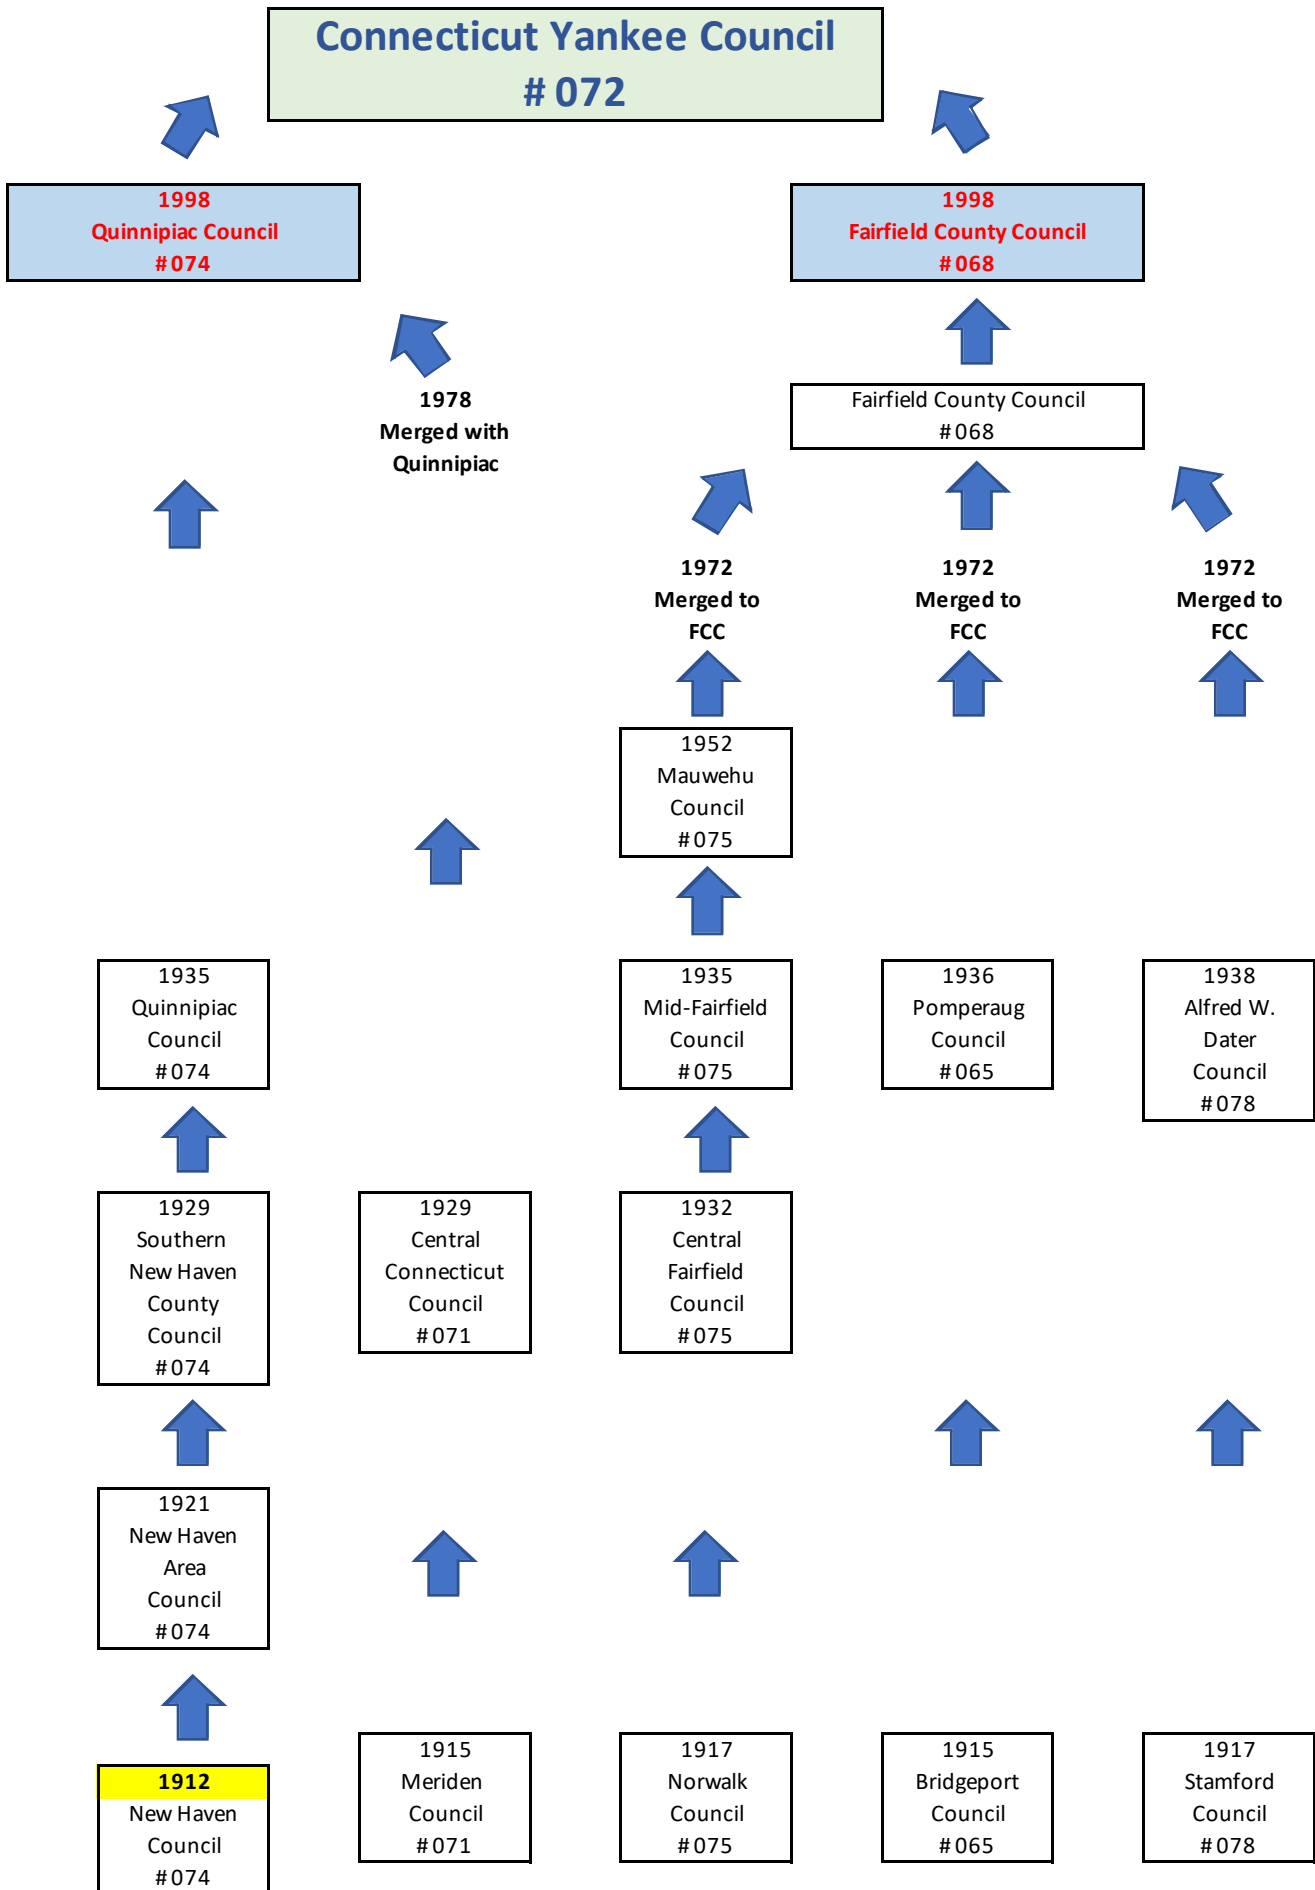 Connecticut Yankee Council
# 072
1998
Quinnipiac Council
# 074
1998
Fairfield County Council
# 068
1978
Merged with
Quinnipiac
Fairfield County Council
# 068
1972
Merged to
FCC
1972
Merged to
FCC
1972
Merged to
FCC
1952
Mauwehu
Council
# 075
1935
Quinnipiac
Council
# 074
1935
Mid-Fairfield
Council
# 075
1936
Pomperaug
Council
# 065
1938
Alfred W.
Dater
Council
# 078
1929
Southern
New Haven
County
Council
# 074
1929
Central
Connecticut
Council
# 071
1932
Central
Fairfield
Council
# 075
1921
New Haven
Area
Council
# 074
1912
New Haven
Council
# 074
1915
Meriden
Council
# 071
1917
Norwalk
Council
# 075
1915
Bridgeport
Council
# 065
1917
Stamford
Council
# 078